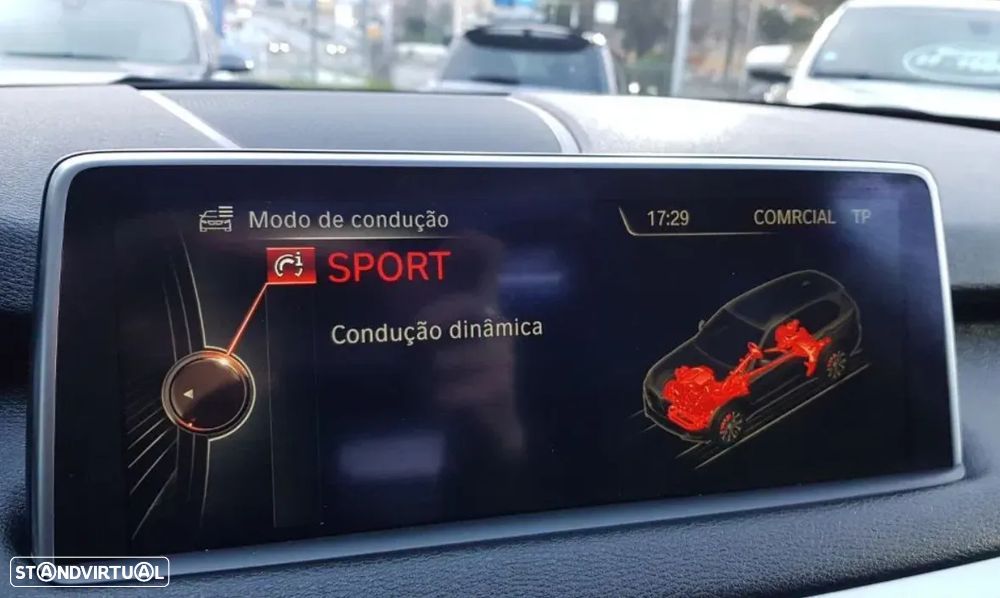 Modo de condução
17:29 COMRCIAL TP
SPORT
Condução dinâmica
STANDVIRTUAL